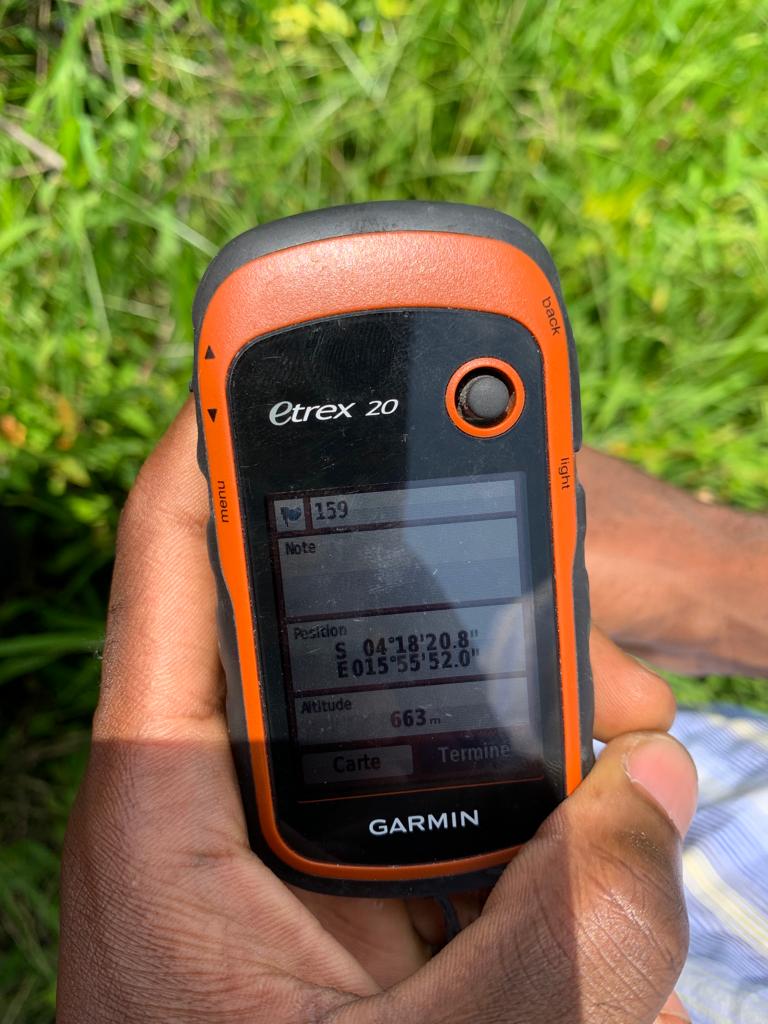 back
etrex 20
menu
light
159
Note
Position
S 04°18'20.8"
E015°55'52.0"
Altitude
663m
Carte
Terminé
GARMIN